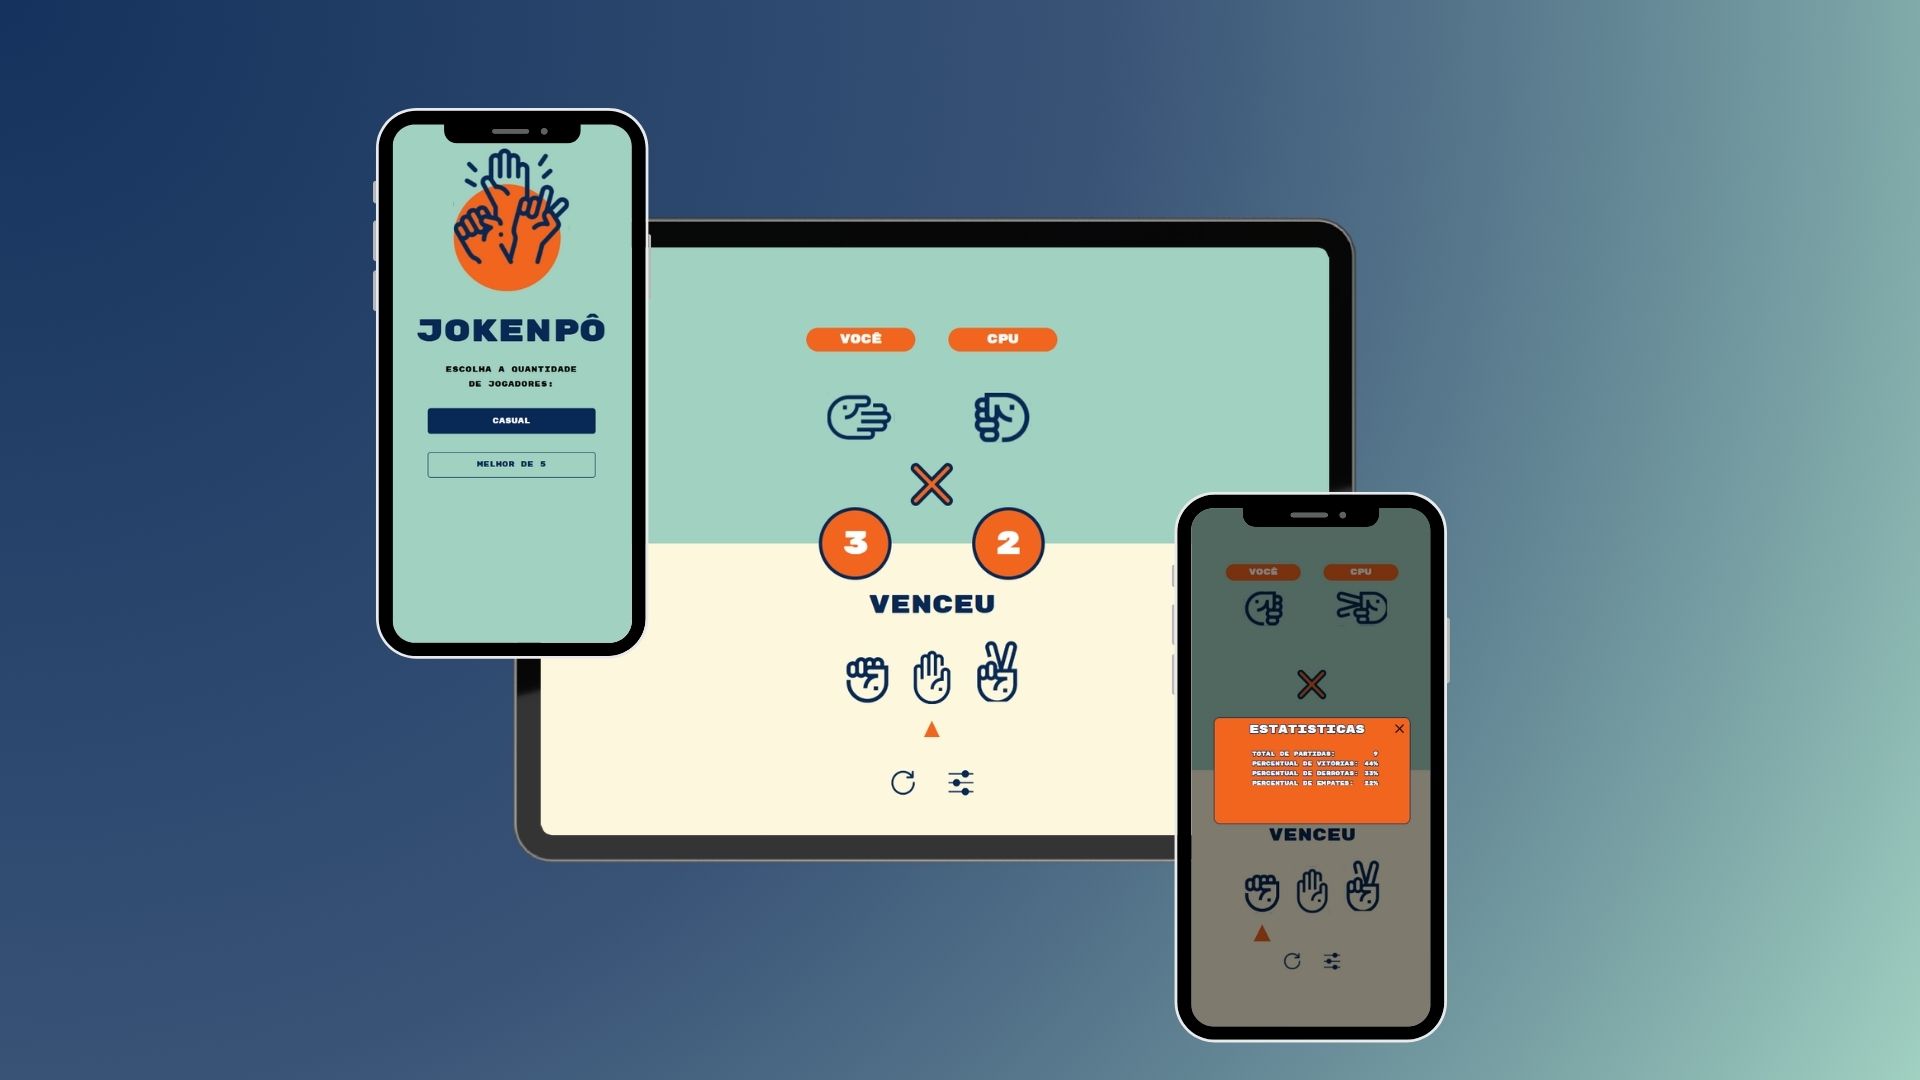 JOKENPÔ
ESCOLHA A QUANTIDADE
DE JOGADORES:
CASUAL
MELHOR DE 5
VOCÊ CPU
3 2
VENCEU
VOCÊ CPU
ESTATISTICAS
TOTAL DE PARTIDAS: 9
PERCENTUAL DE VITÓRIAS: 44%
PERCENTUAL DE DERROTAS: 33%
PERCENTUAL DE EMPATES: 22%
VENCEU